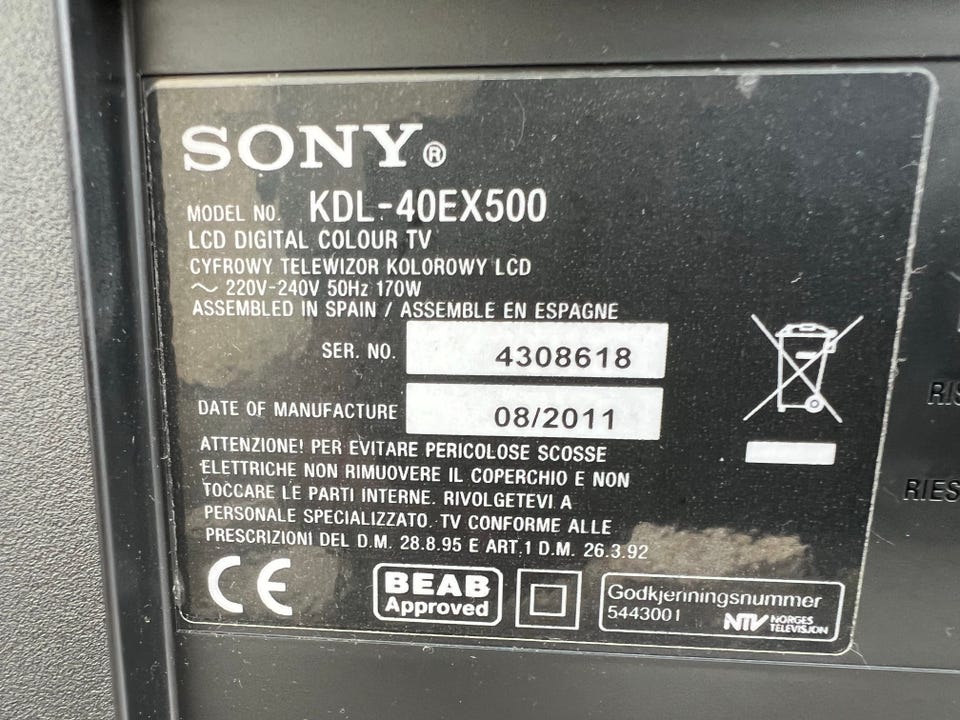 SONY®
MODEL NO. KDL-40EX500
LCD DIGITAL COLOUR TV
CYFROWY TELEWIZOR KOLOROWY LCD
~ 220V-240V 50Hz 170W
ASSEMBLED IN SPAIN / ASSEMBLE EN ESPAGNE
SER. NO. 4308618
DATE OF MANUFACTURE 08/2011
ATTENZIONE! PER EVITARE PERICOLOSE SCOSSE
ELETTRICHE NON RIMUOVERE IL COPERCHIO E NON
TOCCARE LE PARTI INTERNE. RIVOLGETEVI A
PERSONALE SPECIALIZZATO. TV CONFORME ALLE
PRESCRIZIONI DEL D.M. 28.8.95 E ART.1 D.M. 26.3.92
CE
BEAB
Approved
Godkjenningsnummer
5443001
NTV NORGES
TELEVISJON